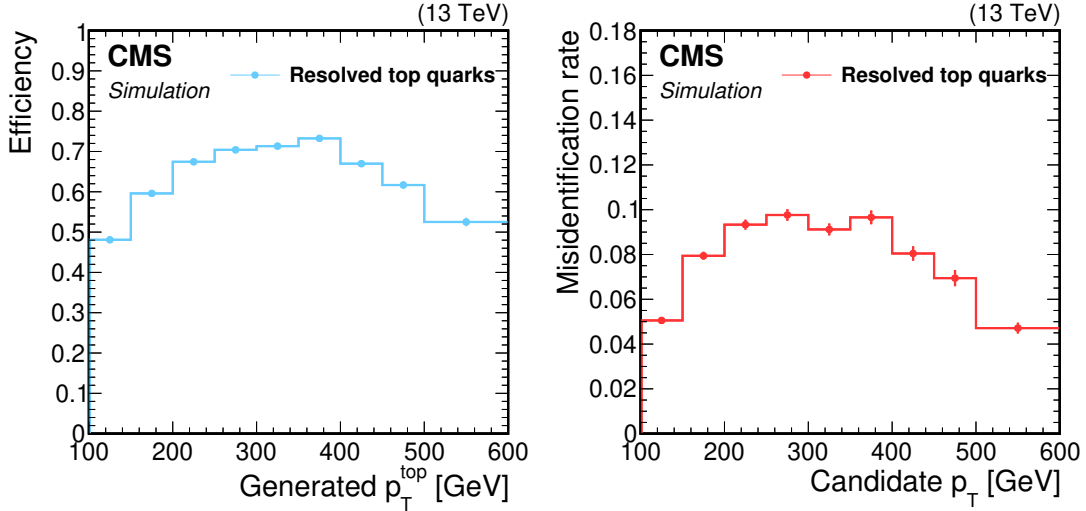 (13 TeV)
CMS
Simulation
Resolved top quarks
Efficiency
1
0.9
0.8
0.7
0.6
0.5
0.4
0.3
0.2
0.1
0
100 200 300 400 500 600
Generated p_T^top [GeV]
(13 TeV)
CMS
Simulation
Resolved top quarks
Misidentification rate
0.18
0.16
0.14
0.12
0.1
0.08
0.06
0.04
0.02
0
100 200 300 400 500 600
Candidate p_T [GeV]